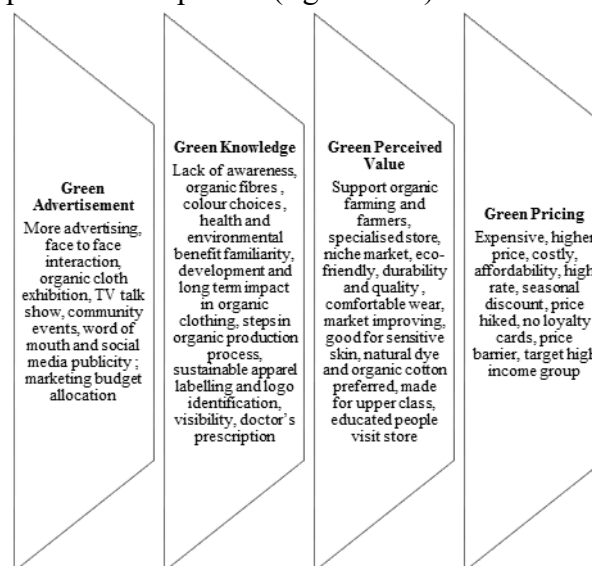 Green
Advertisement
More advertising,
face to face
interaction,
organic cloth
exhibition, TV talk
show, community
events, word of
mouth and social
media publicity ;
marketing budget
allocation
Green Knowledge
Lack of awareness,
organic fibres ,
colour choices ,
health and
environmental
benefit familiarity,
development and
long term impact
in organic
clothing, steps in
organic production
process,
sustainable apparel
labelling and logo
identification,
visibility, doctor's
prescription
Green Perceived
Value
Support organic
farming and
farmers,
specialised store,
niche market, eco-
friendly, durability
and quality ,
comfortable wear,
market improving,
good for sensitive
skin, natural dye
and organic cotton
preferred, made
for upper class,
educated people
visit store
Green Pricing
Expensive, higher
price, costly,
affordability, high
rate, seasonal
discount, price
hiked, no loyalty
cards, price
barrier, target high
income group